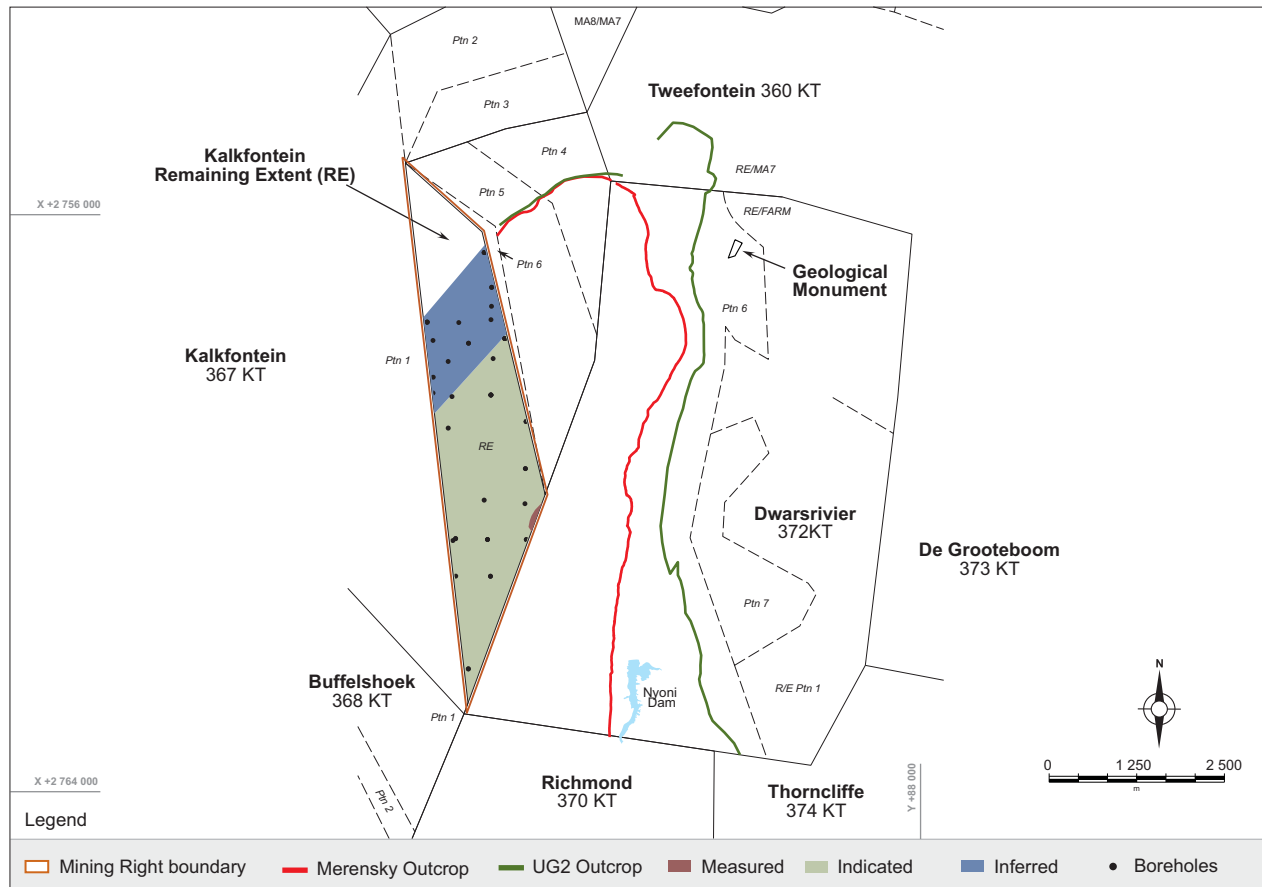 MA8/MA7
Ptn 2
Tweefontein 360 KT
Ptn 3
Kalkfontein
Remaining Extent (RE)
Ptn 4
RE/MA7
Ptn 5
X +2 756 000
RE/FARM
Ptn 6
Geological
Monument
Ptn 6
Kalkfontein
367 KT
Ptn 1
RE
Dwarsrivier
372KT
De Grooteboom
373 KT
Ptn 7
Buffelshoek
368 KT
Ptn 1
Nyoni
Dam
R/E Ptn 1
N
X +2 764 000
Ptn 2
Richmond
370 KT
Thorncliffe
374 KT
Y +88 000
0 1 250 2 500
m
Legend
Mining Right boundary
Merensky Outcrop
UG2 Outcrop
Measured
Indicated
Inferred
Boreholes